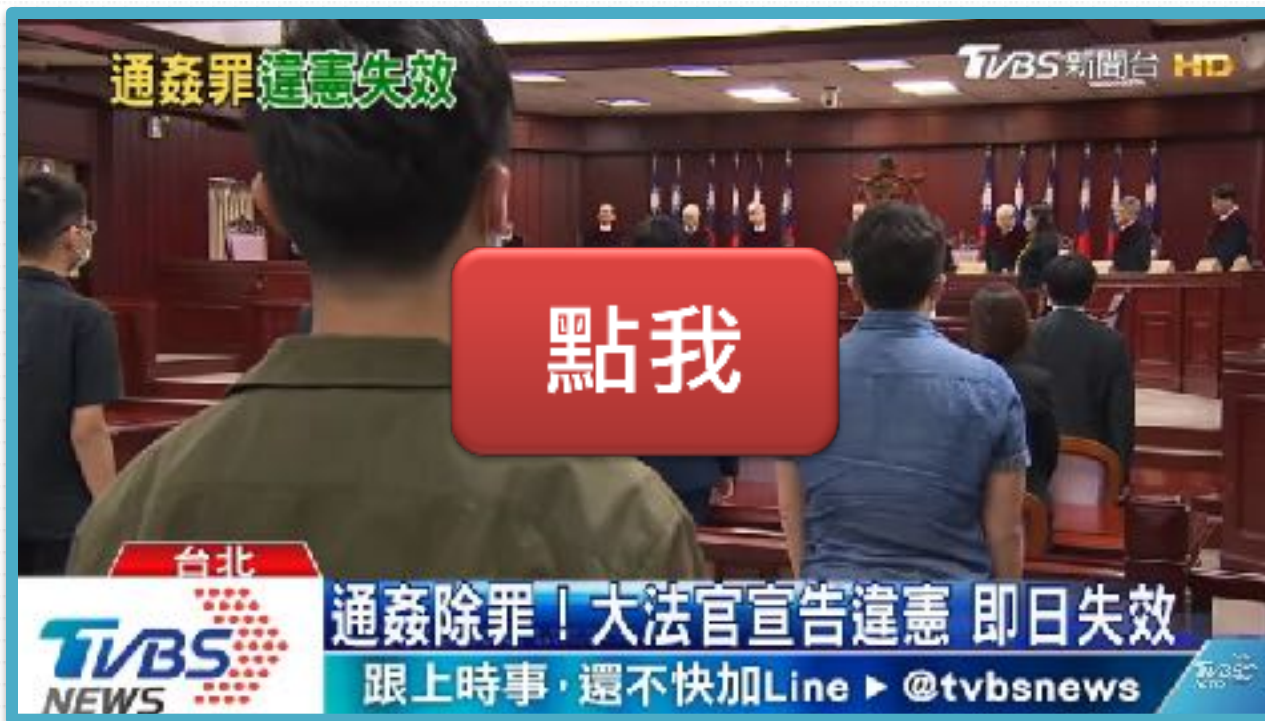 通姦罪違憲失效
TVBS新聞台 HD
點我
台北
通姦除罪！大法官宣告違憲 即日失效
TVBS
NEWS
跟上時事，還不快加Line ▶ @tvbsnews